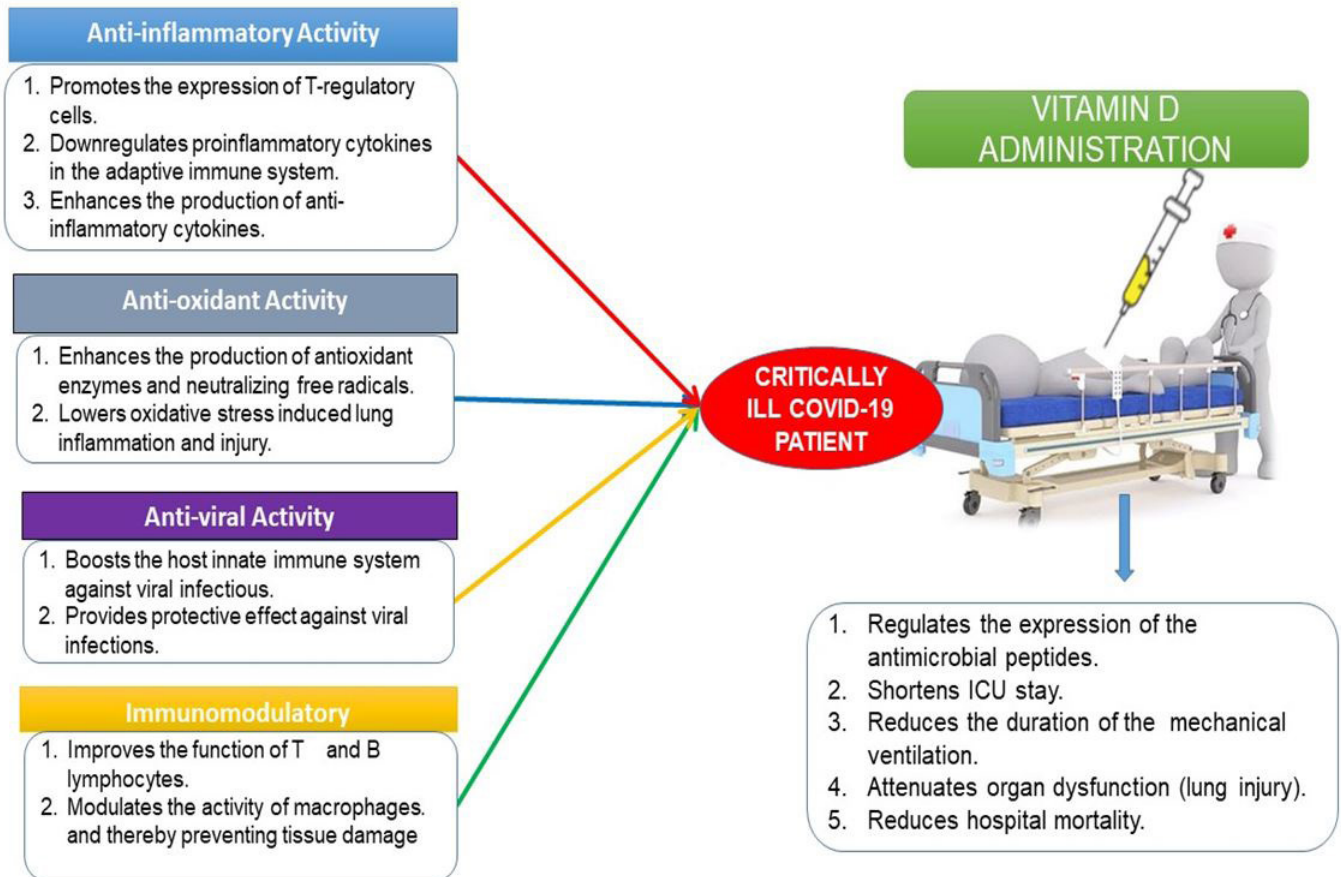 Anti-inflammatory Activity
1. Promotes the expression of T-regulatory
cells.
2. Downregulates proinflammatory cytokines
in the adaptive immune system.
3. Enhances the production of anti-
inflammatory cytokines.
Anti-oxidant Activity
1. Enhances the production of antioxidant
enzymes and neutralizing free radicals.
2. Lowers oxidative stress induced lung
inflammation and injury.
Anti-viral Activity
1. Boosts the host innate immune system
against viral infectious.
2. Provides protective effect against viral
infections.
Immunomodulatory
1. Improves the function of T and B
lymphocytes.
2. Modulates the activity of macrophages.
and thereby preventing tissue damage
CRITICALLY
ILL COVID-19
PATIENT
VITAMIN D
ADMINISTRATION
1. Regulates the expression of the
antimicrobial peptides.
2. Shortens ICU stay.
3. Reduces the duration of the mechanical
ventilation.
4. Attenuates organ dysfunction (lung injury).
5. Reduces hospital mortality.